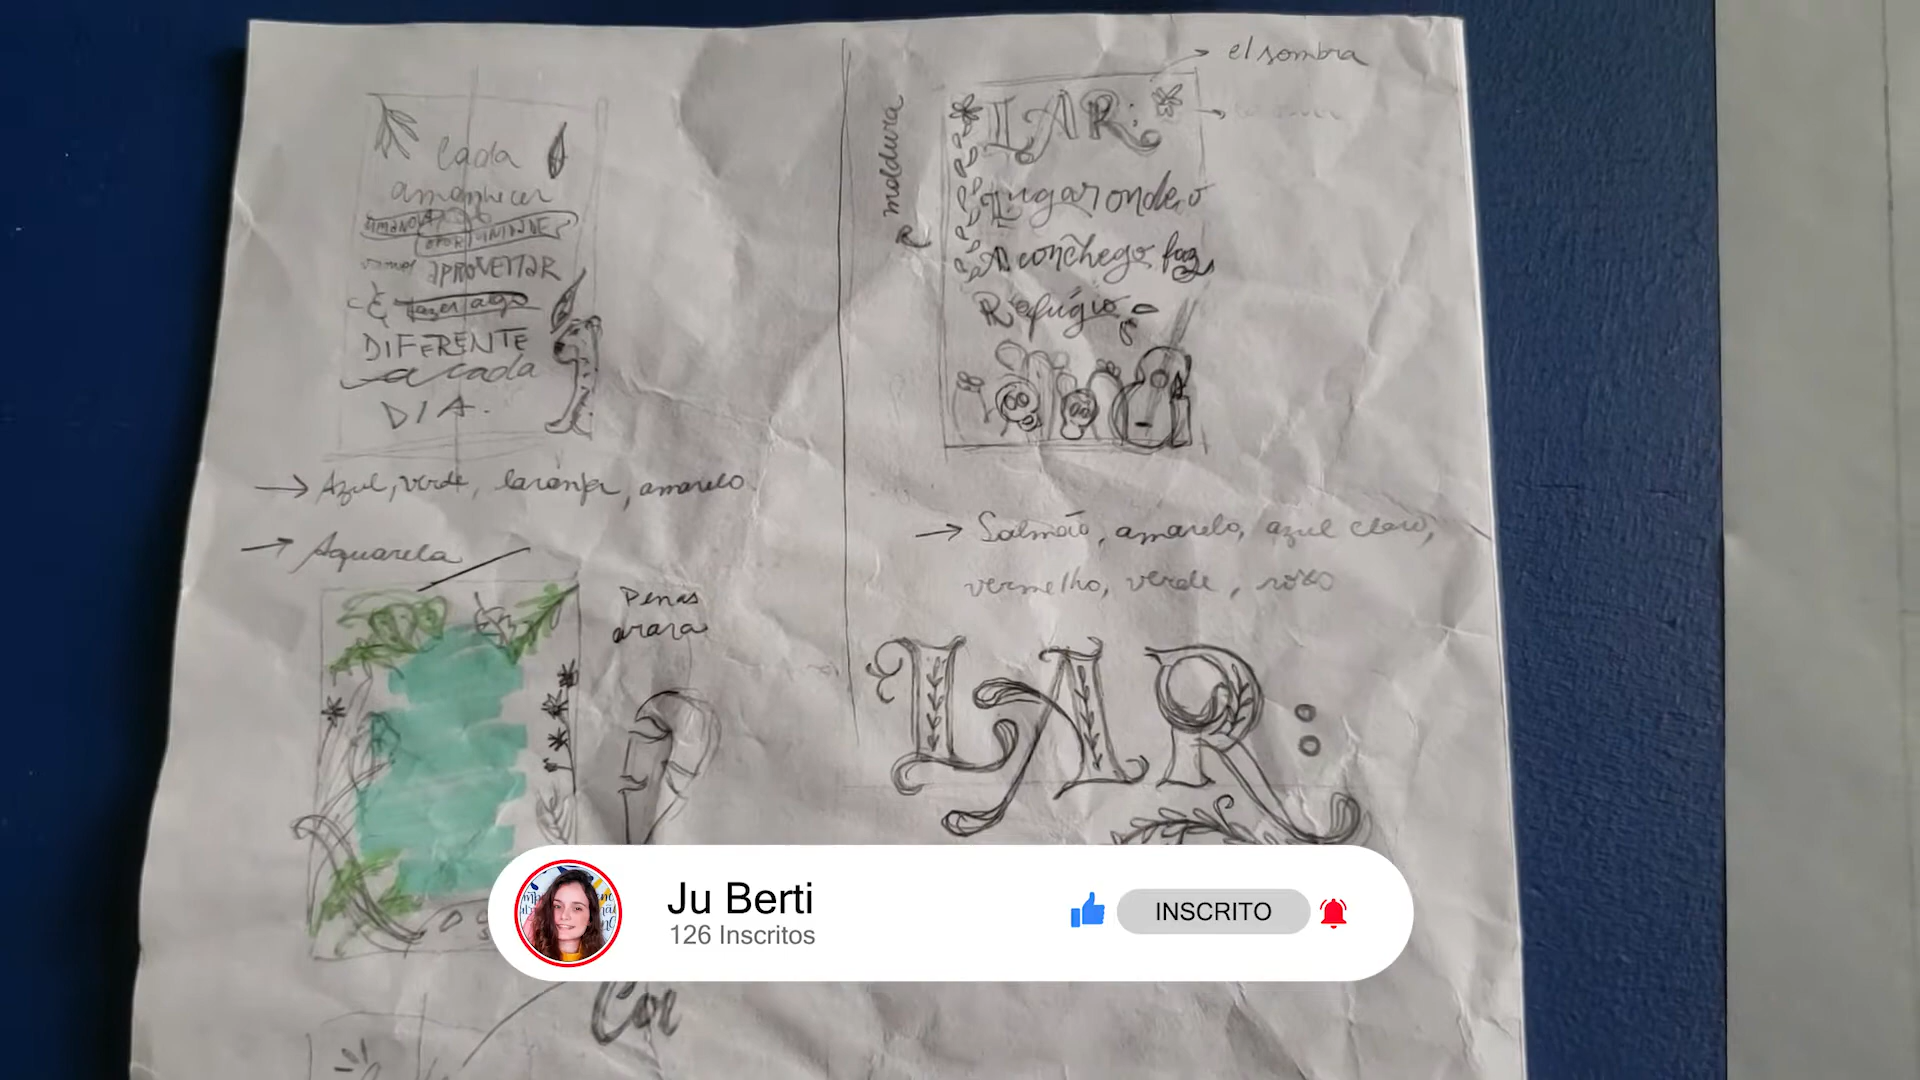 cada
amanhecer
uma nova
OPORTUNIDADE
vamos APROVEITAR
E fazer algo
DIFERENTE
a cada
DIA.
→ Azul, verde, laranja, amarelo
→ Aquarela
Penas
arara
el sombra
moldura
LAR:
Lugar onde o
Aconchego faz
Refúgio
→ Salmão, amarelo, azul claro,
vermelho, verde, roxo
LAR:
Ju Berti
126 Inscritos
INSCRITO